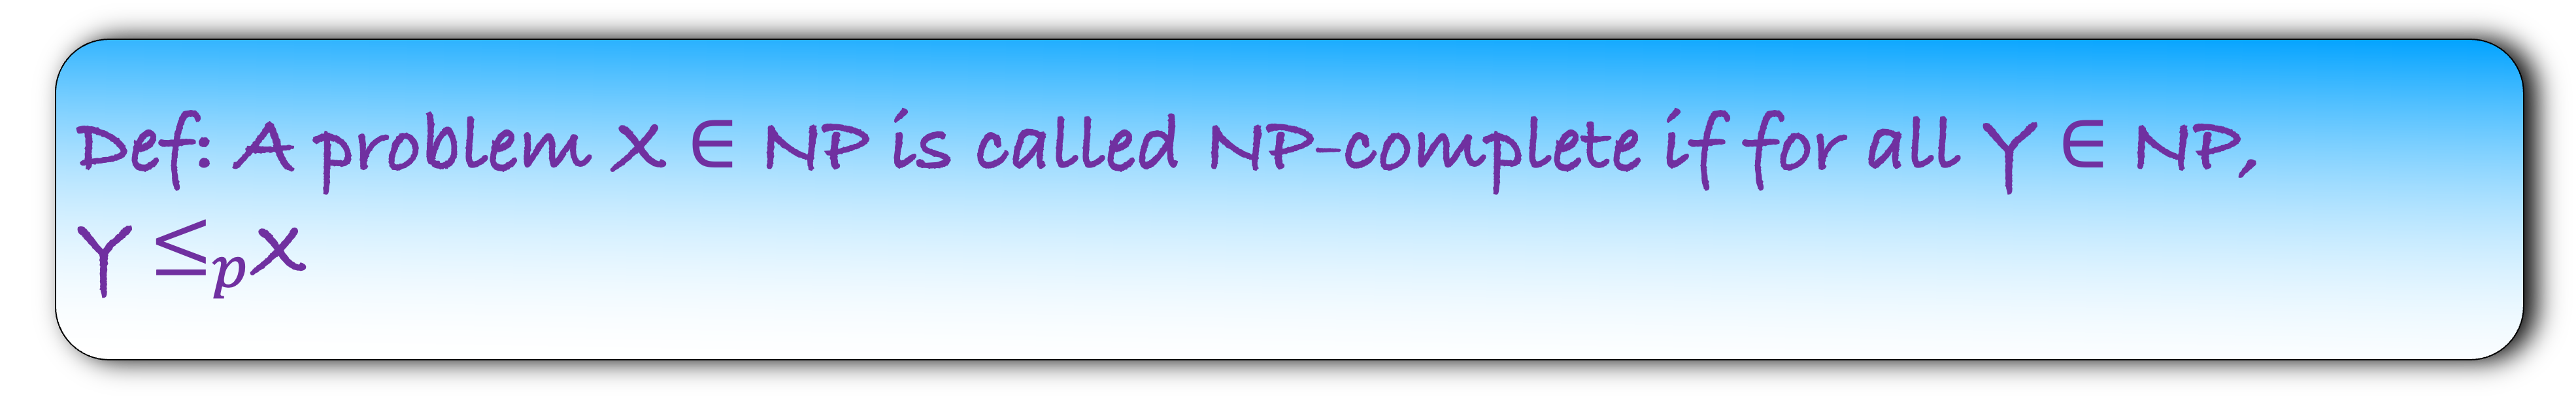 Def: A problem X ∈ NP is called NP-complete if for all Y ∈ NP,
Y ≤ₚX